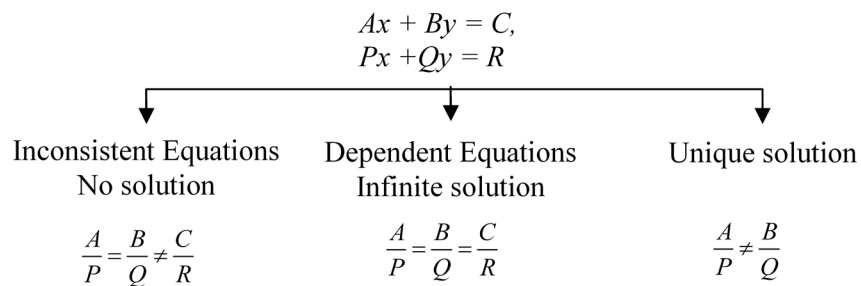 Ax + By = C,
Px +Qy = R
Inconsistent Equations
No solution
A/P = B/Q ≠ C/R
Dependent Equations
Infinite solution
A/P = B/Q = C/R
Unique solution
A/P ≠ B/Q